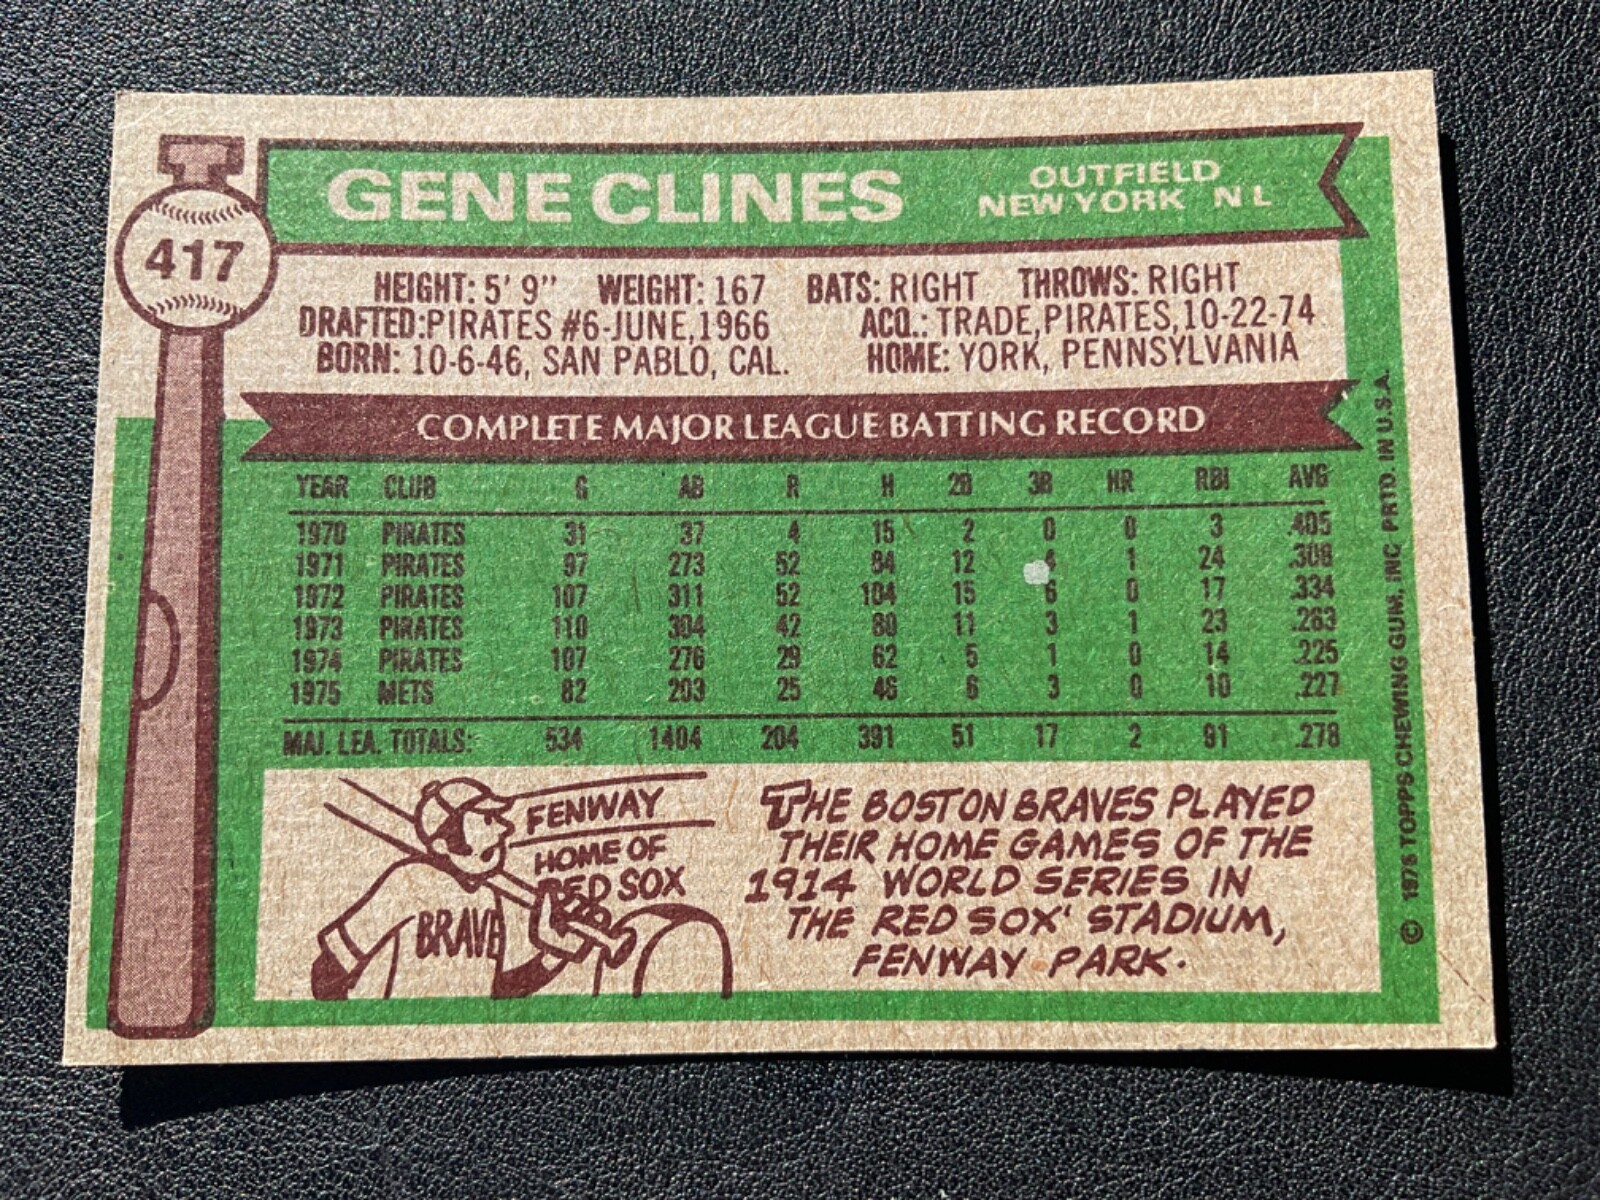 417
GENE CLINES
OUTFIELD
NEW YORK N L
HEIGHT: 5' 9" WEIGHT: 167 BATS: RIGHT THROWS: RIGHT
DRAFTED:PIRATES #6-JUNE,1966 ACQ.: TRADE,PIRATES,10-22-74
BORN: 10-6-46, SAN PABLO, CAL. HOME: YORK, PENNSYLVANIA
COMPLETE MAJOR LEAGUE BATTING RECORD
YEAR CLUB G AB R H 2B 3B HR RBI AVG
1970 PIRATES 31 37 4 15 2 0 0 3 .405
1971 PIRATES 97 273 52 84 12 4 1 24 .308
1972 PIRATES 107 311 52 104 15 6 0 17 .334
1973 PIRATES 110 304 42 80 11 3 1 23 .263
1974 PIRATES 107 276 29 62 5 1 0 14 .225
1975 METS 82 203 25 46 6 3 0 10 .227
MAJ. LEA. TOTALS: 534 1404 204 391 51 17 2 91 .278
FENWAY
HOME OF
RED SOX
BRAVE
THE BOSTON BRAVES PLAYED
THEIR HOME GAMES OF THE
1914 WORLD SERIES IN
THE RED SOX' STADIUM,
FENWAY PARK.
© 1976 TOPPS CHEWING GUM, INC PRTD. IN U.S.A.